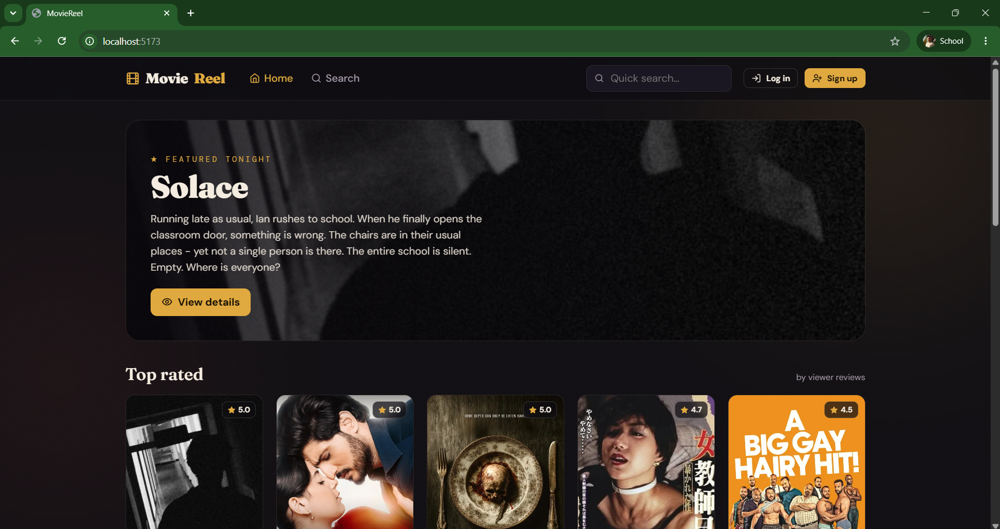 MovieReel
localhost:5173
School
Movie Reel
Home
Search
Quick search...
Log in
Sign up
★ FEATURED TONIGHT
Solace
Running late as usual, Ian rushes to school. When he finally opens the
classroom door, something is wrong. The chairs are in their usual
places - yet not a single person is there. The entire school is silent.
Empty. Where is everyone?
View details
Top rated
by viewer reviews
5.0
5.0
5.0
SOME DEPTS CAN ONLY BE EATEN
4.7
やめなさい。
やめて……
女教師
暴かれた性
4.5
A
BIG GAY
HAIRY HIT!